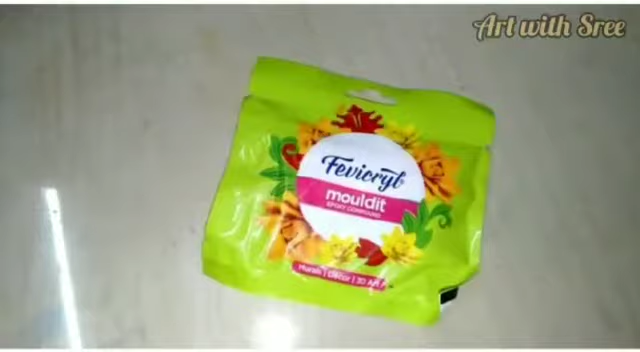 Art with Sree
Fevicryl
mouldit
EPOXY COMPOUND
Murals | Décor | 3D Art